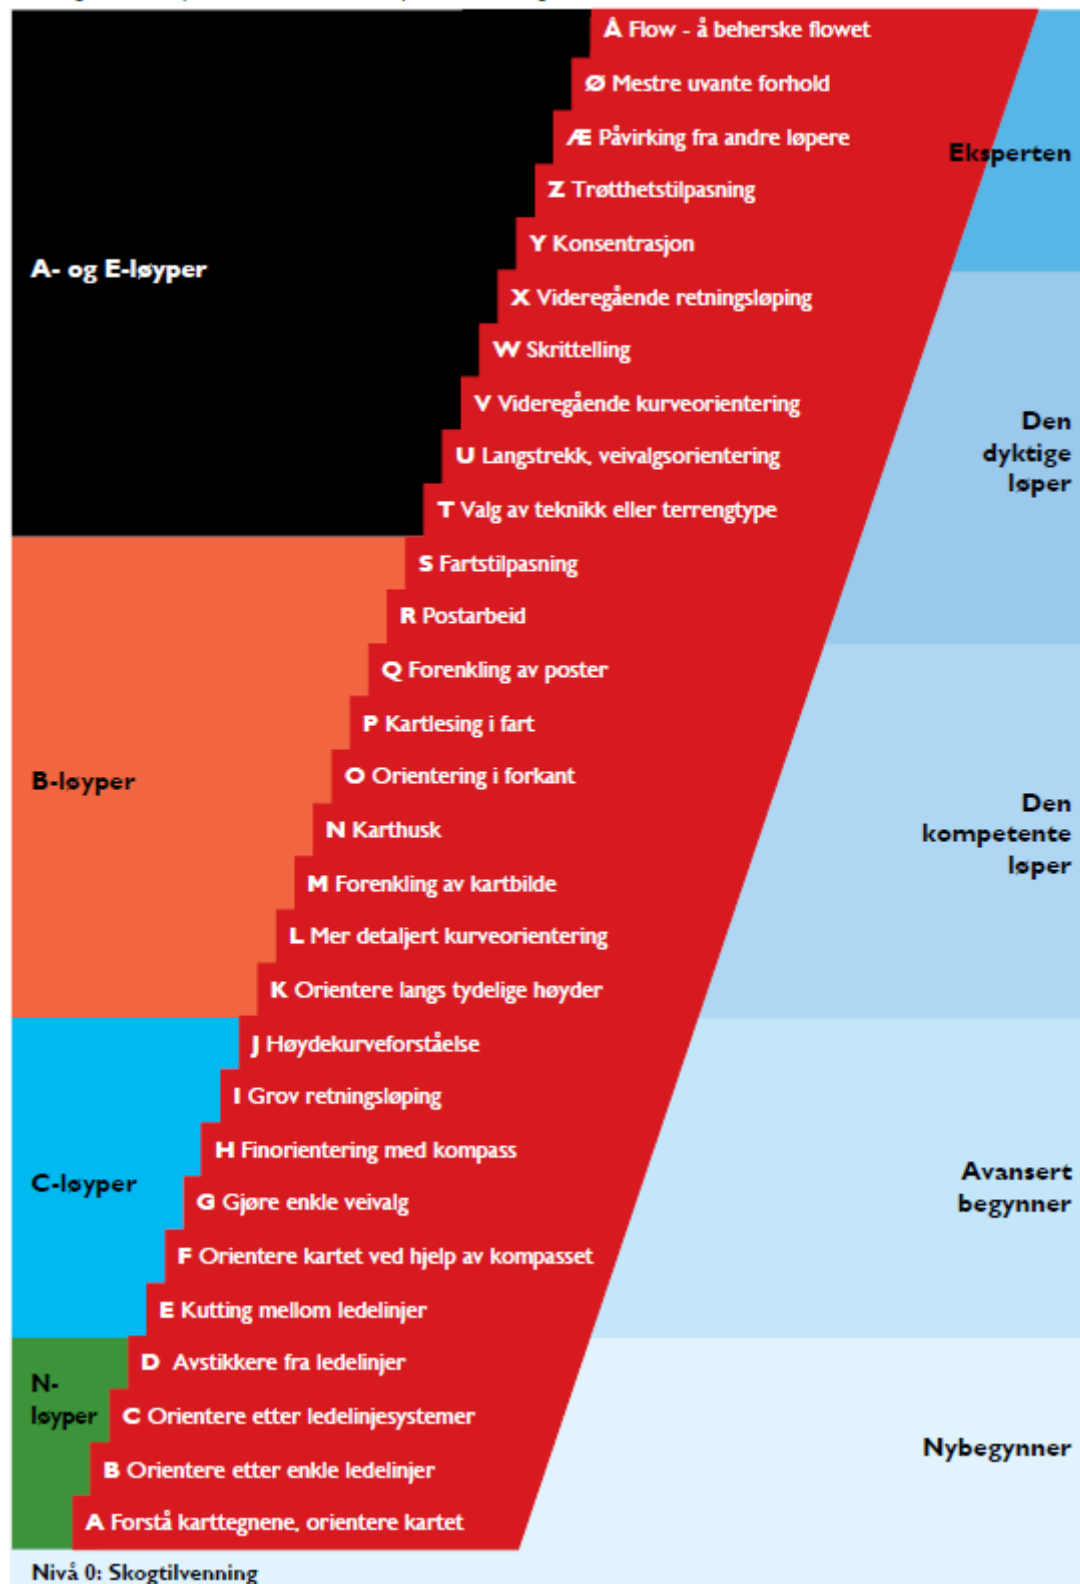 Å Flow - å beherske flowet
Ø Mestre uvante forhold
Æ Påvirking fra andre løpere
Eksperten
Z Trøtthetstilpasning
Y Konsentrasjon
A- og E-løyper
X Videregående retningsløping
W Skrittelling
V Videregående kurveorientering
Den
dyktige
løper
U Langstrekk, veivalgsorientering
T Valg av teknikk eller terrengtype
S Fartstilpasning
R Postarbeid
Q Forenkling av poster
P Kartlesing i fart
B-løyper
O Orientering i forkant
Den
kompetente
løper
N Karthusk
M Forenkling av kartbilde
L Mer detaljert kurveorientering
K Orientere langs tydelige høyder
J Høydekurveforståelse
I Grov retningsløping
H Finorientering med kompass
C-løyper
Avansert
begynner
G Gjøre enkle veivalg
F Orientere kartet ved hjelp av kompasset
E Kutting mellom ledelinjer
D Avstikkere fra ledelinjer
N-
løyper
C Orientere etter ledelinjesystemer
Nybegynner
B Orientere etter enkle ledelinjer
A Forstå karttegnene, orientere kartet
Nivå 0: Skogtilvenning